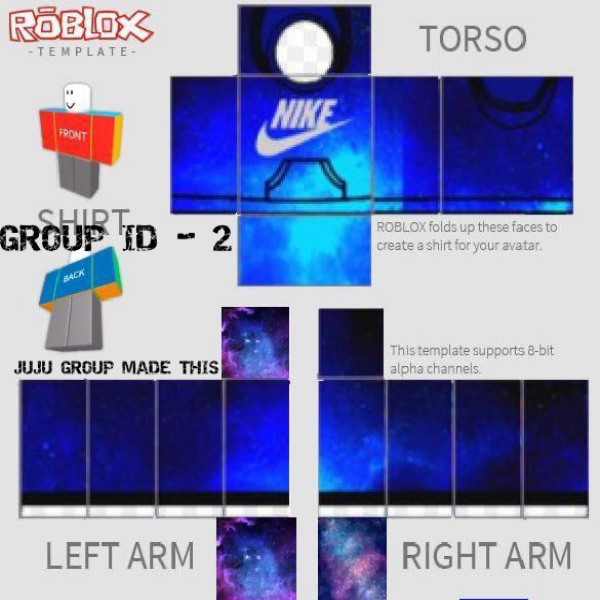 ROBLOX
-TEMPLATE-
TORSO
FRONT
NIKE
SHIRT
GROUP ID - 2
ROBLOX folds up these faces to
create a shirt for your avatar.
BACK
This template supports 8-bit
alpha channels.
JUJU GROUP MADE THIS
LEFT ARM
RIGHT ARM